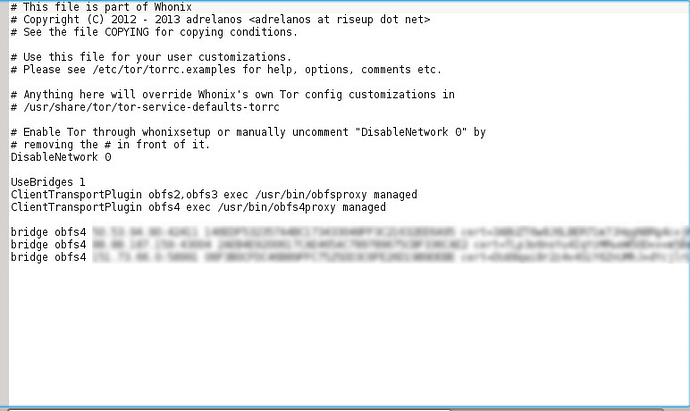 # This file is part of Whonix
# Copyright (C) 2012 - 2013 adrelanos <adrelanos at riseup dot net>
# See the file COPYING for copying conditions.
# Use this file for your user customizations.
# Please see /etc/tor/torrc.examples for help, options, comments etc.
# Anything here will override Whonix's own Tor config customizations in
# /usr/share/tor/tor-service-defaults-torrc
# Enable Tor through whonixsetup or manually uncomment "DisableNetwork 0" by
# removing the # in front of it.
DisableNetwork 0
UseBridges 1
ClientTransportPlugin obfs2,obfs3 exec /usr/bin/obfsproxy managed
ClientTransportPlugin obfs4 exec /usr/bin/obfs4proxy managed
bridge obfs4
bridge obfs4
bridge obfs4